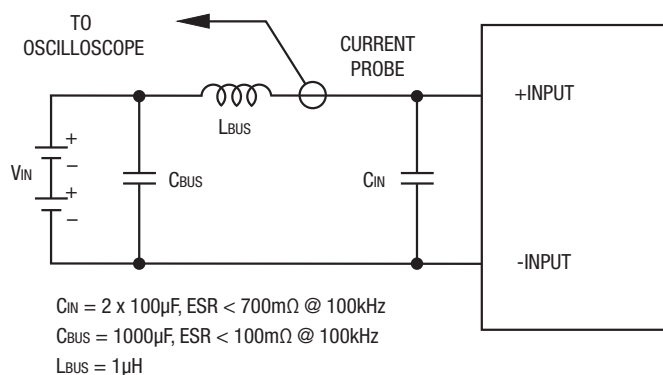 TO
OSCILLOSCOPE
CURRENT
PROBE
+INPUT
LBUS
+
−
VIN
+
−
CBUS
CIN
-INPUT
CIN = 2 x 100µF, ESR < 700mΩ @ 100kHz
CBUS = 1000µF, ESR < 100mΩ @ 100kHz
LBUS = 1µH